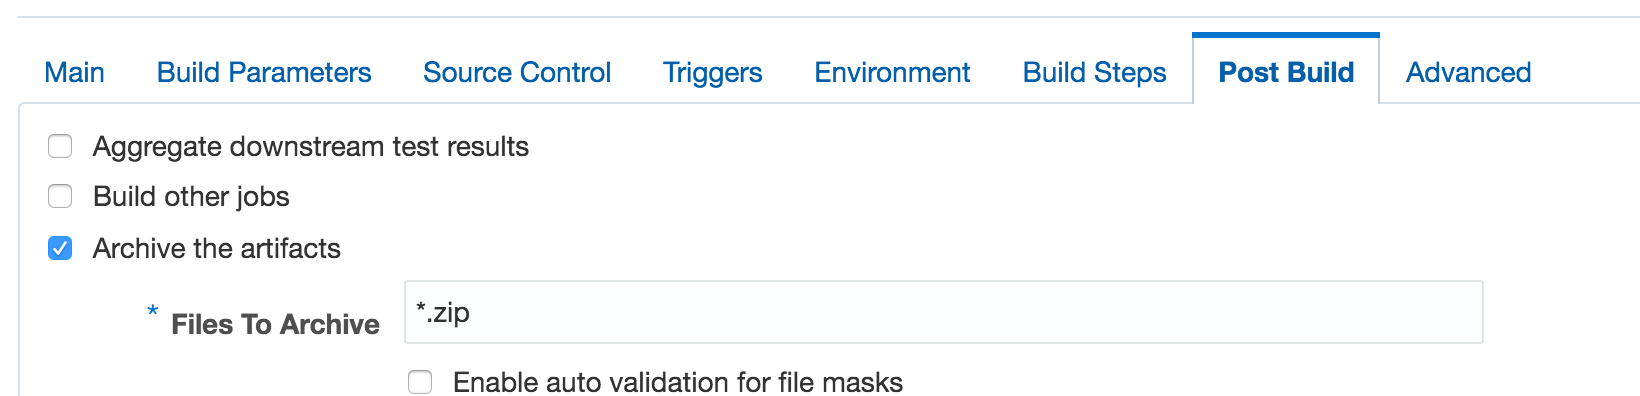 Main Build Parameters Source Control Triggers Environment Build Steps Post Build Advanced
Aggregate downstream test results
Build other jobs
Archive the artifacts
* Files To Archive *.zip
Enable auto validation for file masks